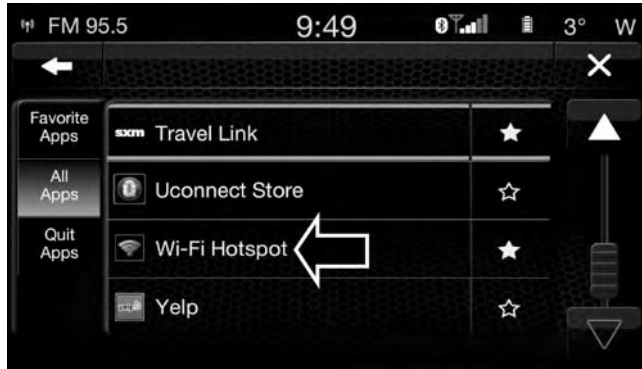 FM 95.5 9:49 3° W
Favorite
Apps
sxm Travel Link
All
Apps
Uconnect Store
Quit
Apps
Wi-Fi Hotspot
Yelp